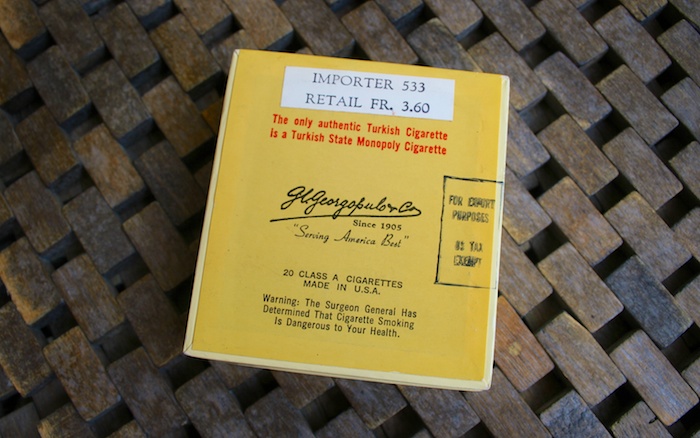 IMPORTER 533
RETAIL FR. 3.60
The only authentic Turkish Cigarette
is a Turkish State Monopoly Cigarette
Gl. Georgopulo & Co
Since 1905
"Serving America Best"
FOR EXPORT
PURPOSES
US TAX
EXEMPT
20 CLASS A CIGARETTES
MADE IN U.S.A.
Warning: The Surgeon General Has
Determined That Cigarette Smoking
Is Dangerous to Your Health.